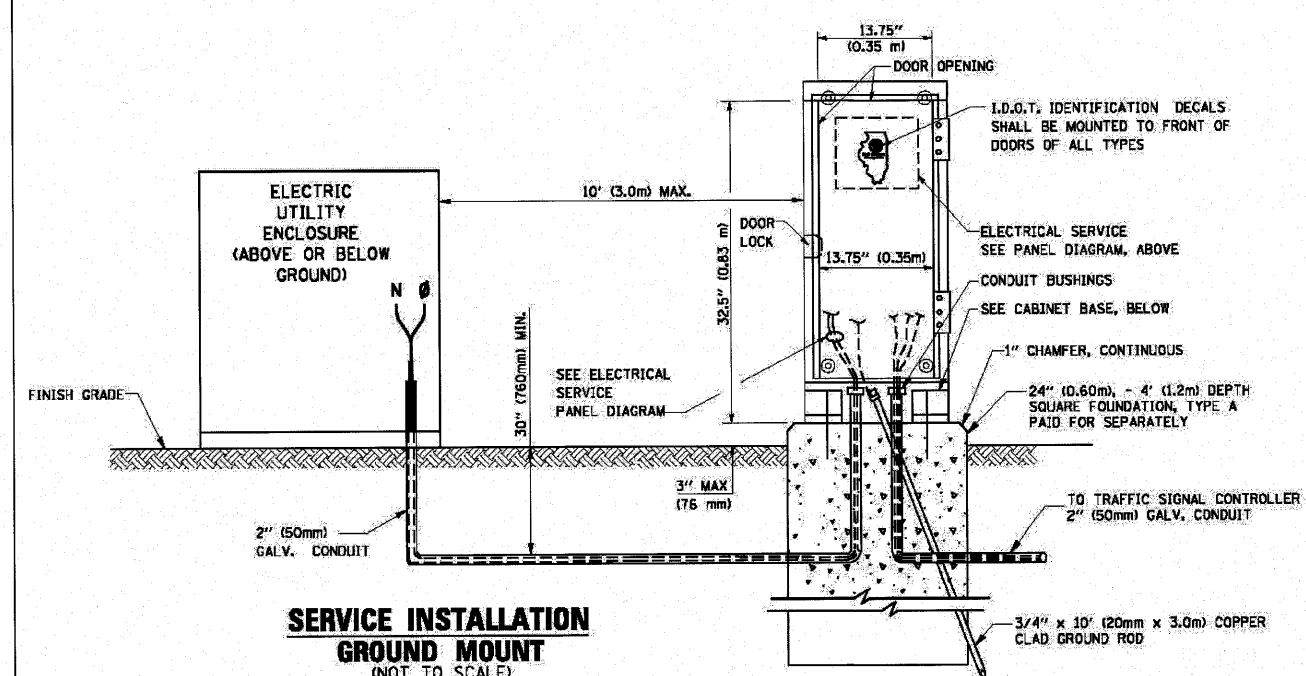 13.75"
(0.35 m)
DOOR OPENING
I.D.O.T. IDENTIFICATION DECALS
SHALL BE MOUNTED TO FRONT OF
DOORS OF ALL TYPES
ELECTRIC
UTILITY
ENCLOSURE
(ABOVE OR BELOW
GROUND)
10' (3.0m) MAX.
DOOR
LOCK
32.5" (0.83 m)
13.75" (0.35m)
ELECTRICAL SERVICE
SEE PANEL DIAGRAM, ABOVE
CONDUIT BUSHINGS
SEE CABINET BASE, BELOW
N Ø
30" (760mm) MIN.
1" CHAMFER, CONTINUOUS
SEE ELECTRICAL
SERVICE
PANEL DIAGRAM
24" (0.60m), - 4' (1.2m) DEPTH
SQUARE FOUNDATION, TYPE A
PAID FOR SEPARATELY
FINISH GRADE
3" MAX
(76 mm)
TO TRAFFIC SIGNAL CONTROLLER
2" (50mm) GALV. CONDUIT
2" (50mm)
GALV. CONDUIT
3/4" x 10' (20mm x 3.0m) COPPER
CLAD GROUND ROD
SERVICE INSTALLATION
GROUND MOUNT
(NOT TO SCALE)